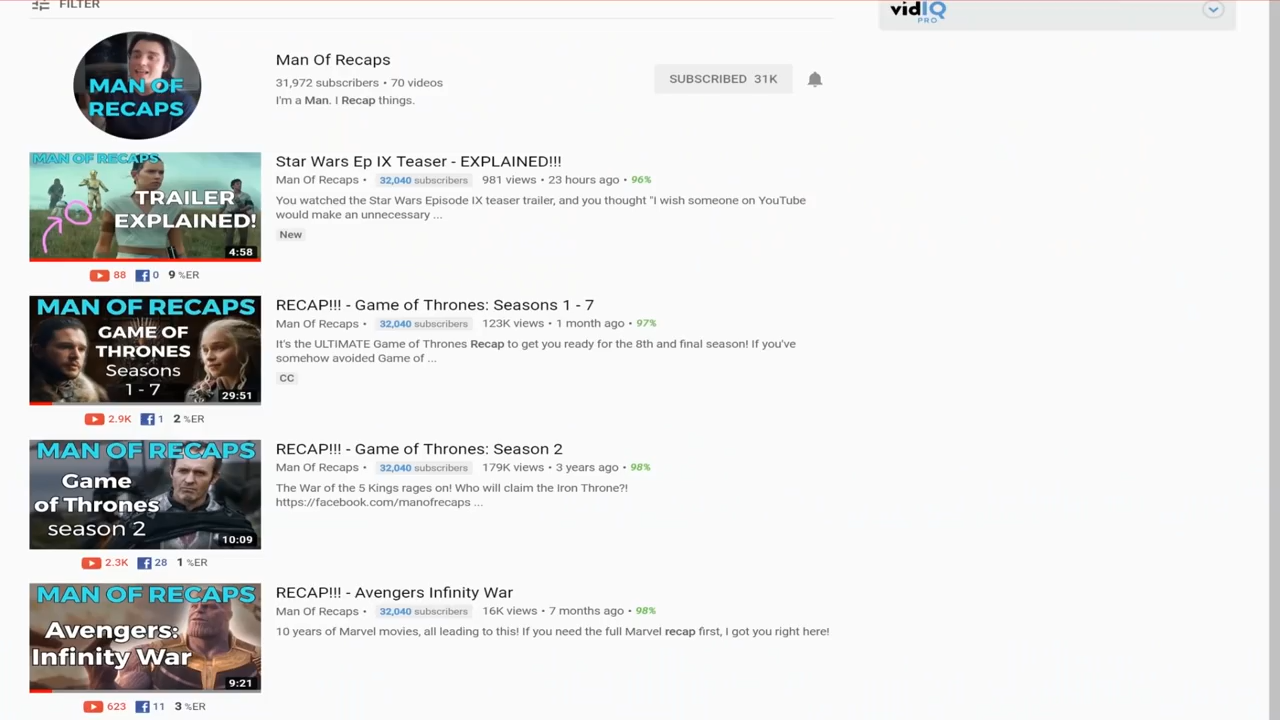 FILTER
vidIQ
PRO
MAN OF
RECAPS
Man Of Recaps
31,972 subscribers • 70 videos
I'm a Man. I Recap things.
SUBSCRIBED 31K
MAN OF RECAPS
TRAILER
EXPLAINED!
4:58
Star Wars Ep IX Teaser - EXPLAINED!!!
Man Of Recaps • 32,040 subscribers 981 views • 23 hours ago • 96%
You watched the Star Wars Episode IX teaser trailer, and you thought "I wish someone on YouTube
would make an unnecessary ...
New
88 0 9 %ER
MAN OF RECAPS
GAME OF
THRONES
Seasons
1 - 7
29:51
RECAP!!! - Game of Thrones: Seasons 1 - 7
Man Of Recaps • 32,040 subscribers 123K views • 1 month ago • 97%
It's the ULTIMATE Game of Thrones Recap to get you ready for the 8th and final season! If you've
somehow avoided Game of ...
CC
2.9K 1 2 %ER
MAN OF RECAPS
Game
of Thrones
season 2
10:09
RECAP!!! - Game of Thrones: Season 2
Man Of Recaps • 32,040 subscribers 179K views • 3 years ago • 98%
The War of the 5 Kings rages on! Who will claim the Iron Throne?!
https://facebook.com/manofrecaps ...
2.3K 28 1 %ER
MAN OF RECAPS
Avengers:
Infinity War
9:21
RECAP!!! - Avengers Infinity War
Man Of Recaps • 32,040 subscribers 16K views • 7 months ago • 98%
10 years of Marvel movies, all leading to this! If you need the full Marvel recap first, I got you right here!
623 11 3 %ER